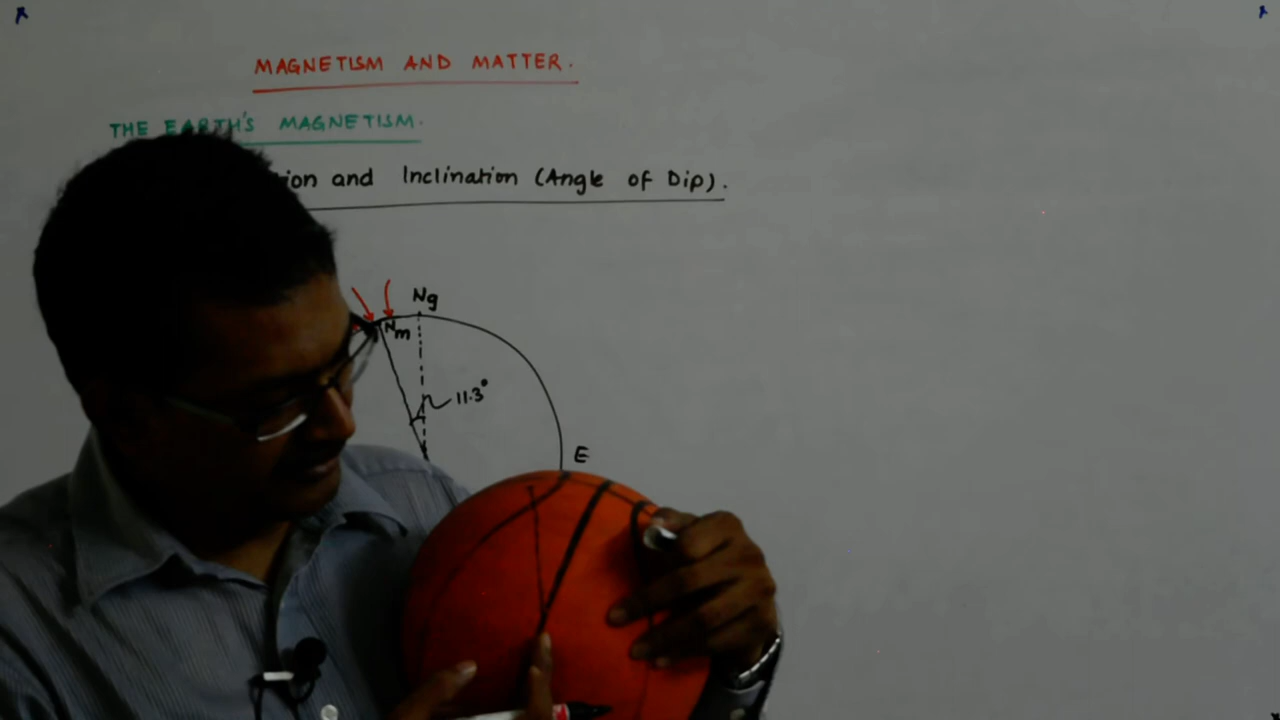 MAGNETISM AND MATTER.
THE EARTH'S MAGNETISM.
ion and Inclination (Angle of Dip).
Ng
Nm
11.3°
E